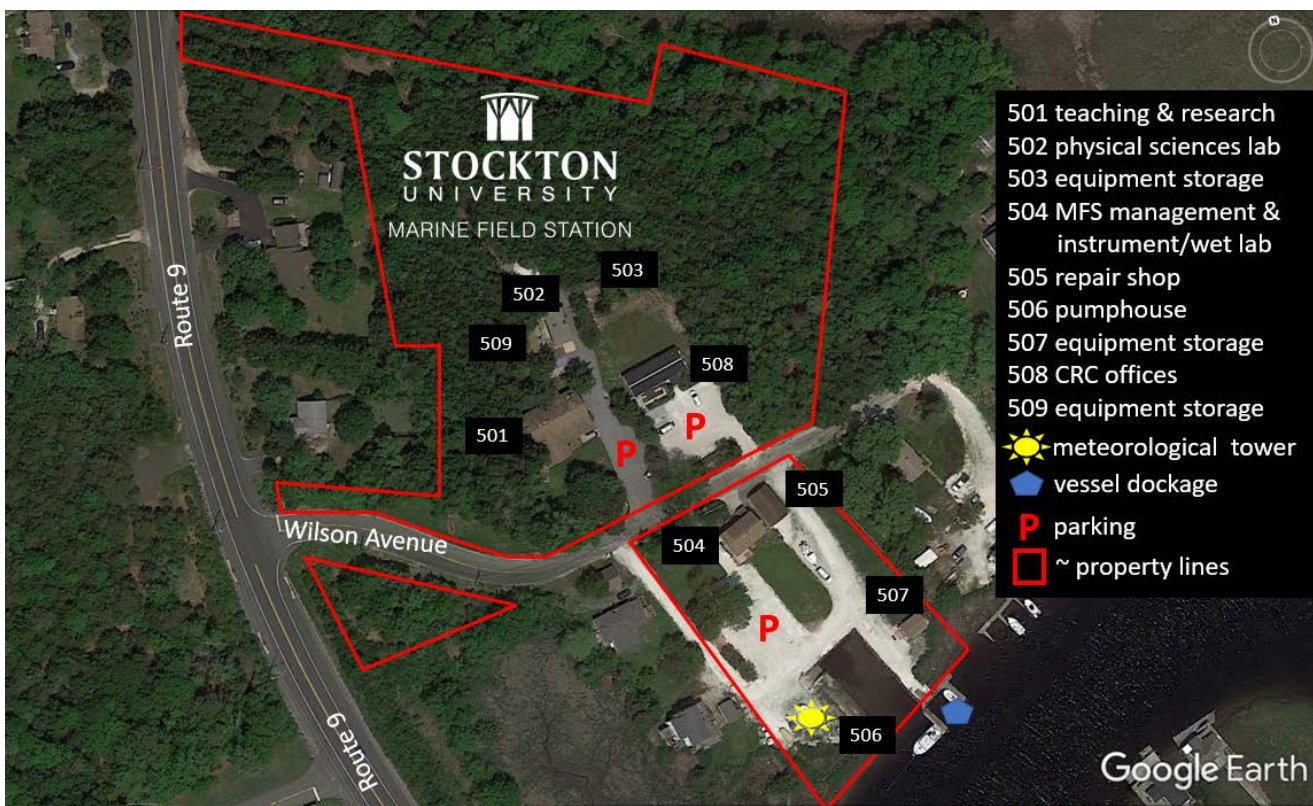 N
STOCKTON
UNIVERSITY
MARINE FIELD STATION
501 teaching & research
502 physical sciences lab
503 equipment storage
504 MFS management &
instrument/wet lab
505 repair shop
506 pumphouse
507 equipment storage
508 CRC offices
509 equipment storage
meteorological tower
vessel dockage
P parking
~ property lines
Route 9
503
502
509
508
501
P
P
505
Wilson Avenue
504
507
P
506
Route 9
Google Earth